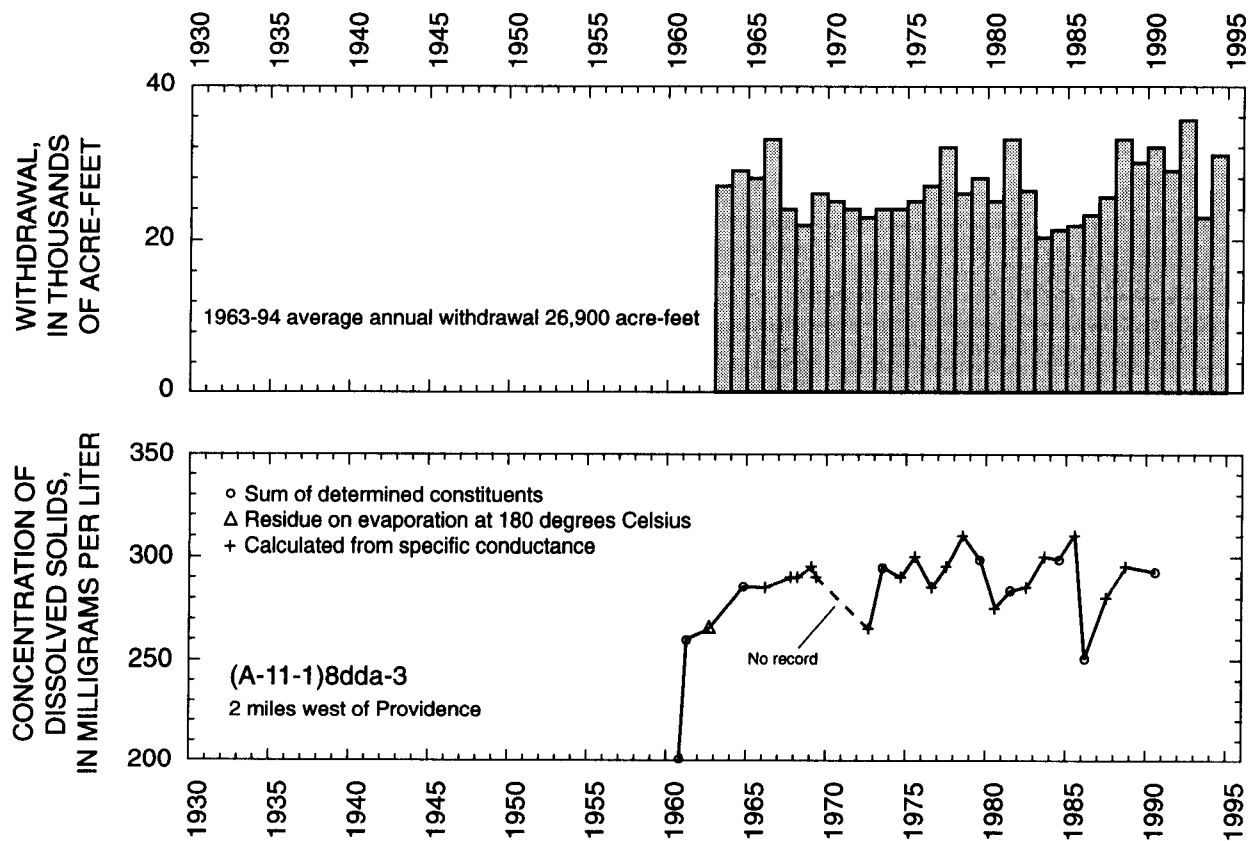 1930 1935 1940 1945 1950 1955 1960 1965 1970 1975 1980 1985 1990 1995
WITHDRAWAL,
IN THOUSANDS
OF ACRE-FEET
40
20
0
1963-94 average annual withdrawal 26,900 acre-feet
CONCENTRATION OF
DISSOLVED SOLIDS,
IN MILLIGRAMS PER LITER
350
300
250
200
Sum of determined constituents
Residue on evaporation at 180 degrees Celsius
Calculated from specific conductance
No record
(A-11-1)8dda-3
2 miles west of Providence
1930 1935 1940 1945 1950 1955 1960 1965 1970 1975 1980 1985 1990 1995